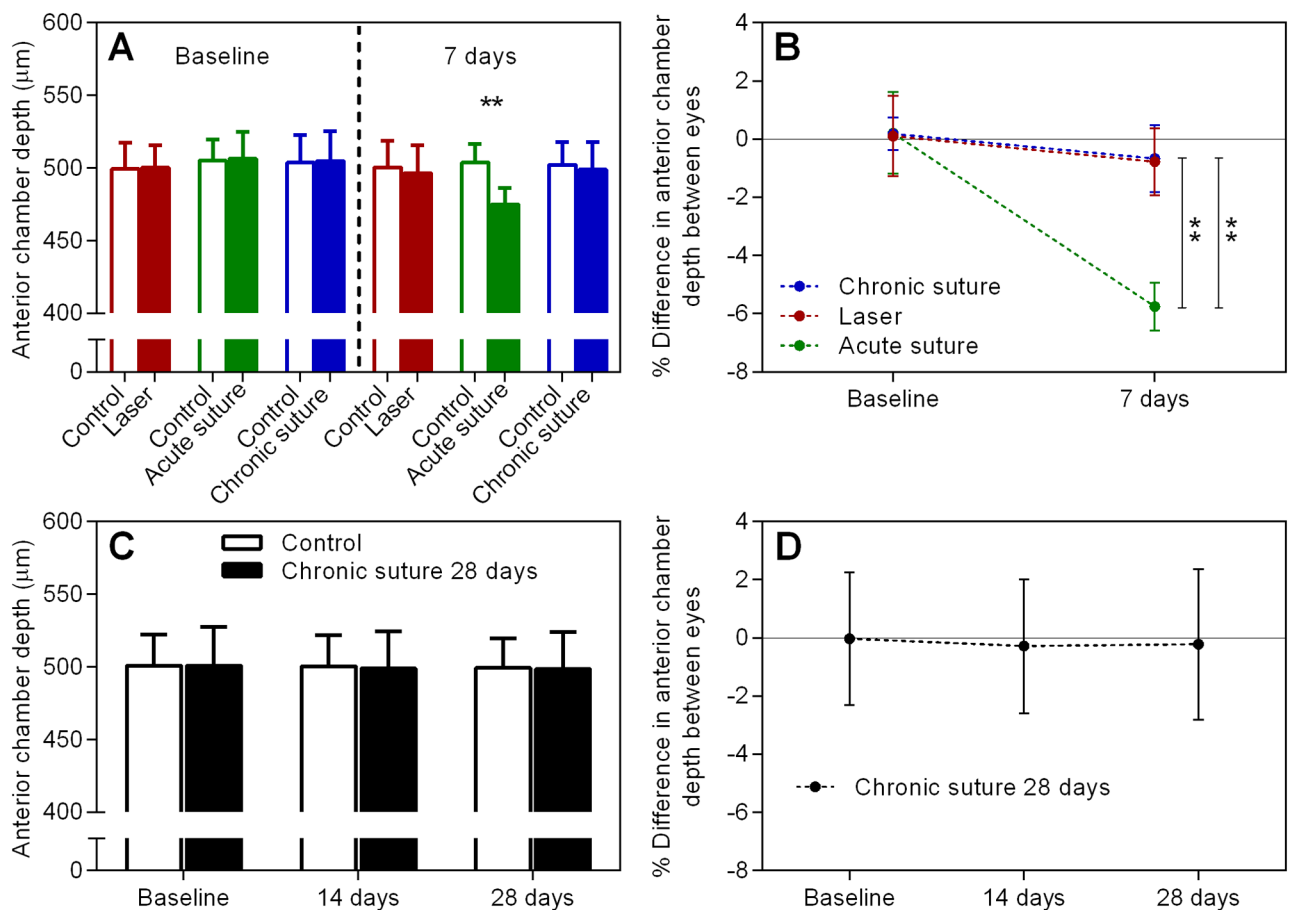 A
Baseline
7 days
**
Anterior chamber depth (μm)
600
550
500
450
400
0
Control
Laser
Control
Acute suture
Control
Chronic suture
Control
Laser
Control
Acute suture
Control
Chronic suture
B
% Difference in anterior chamber
depth between eyes
4
2
0
-2
-4
-6
-8
**
**
Chronic suture
Laser
Acute suture
Baseline
7 days
C
Control
Chronic suture 28 days
Anterior chamber depth (μm)
600
550
500
450
400
0
Baseline
14 days
28 days
D
% Difference in anterior chamber
depth between eyes
4
2
0
-2
-4
-6
-8
Chronic suture 28 days
Baseline
14 days
28 days